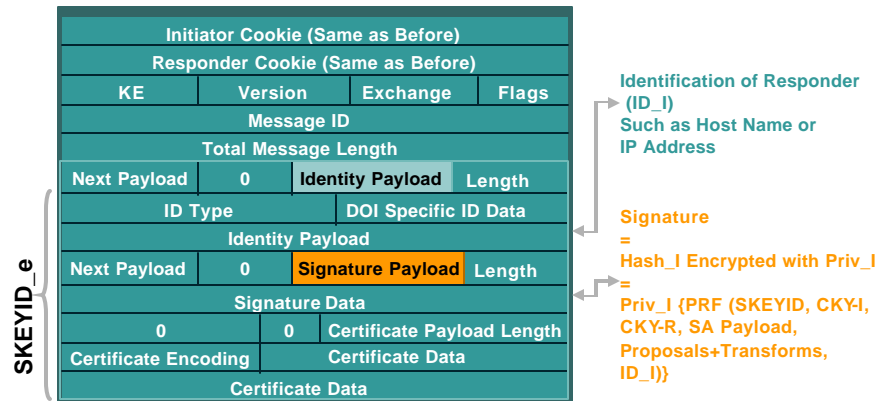 Initiator Cookie (Same as Before)
Responder Cookie (Same as Before)
KE Version Exchange Flags
Message ID
Total Message Length
Next Payload 0 Identity Payload Length
ID Type DOI Specific ID Data
Identity Payload
Next Payload 0 Signature Payload Length
Signature Data
0 0 Certificate Payload Length
Certificate Encoding Certificate Data
Certificate Data
SKEYID_e
Identification of Responder
(ID_I)
Such as Host Name or
IP Address
Signature
=
Hash_I Encrypted with Priv_I
=
Priv_I {PRF (SKEYID, CKY-I,
CKY-R, SA Payload,
Proposals+Transforms,
ID_I)}